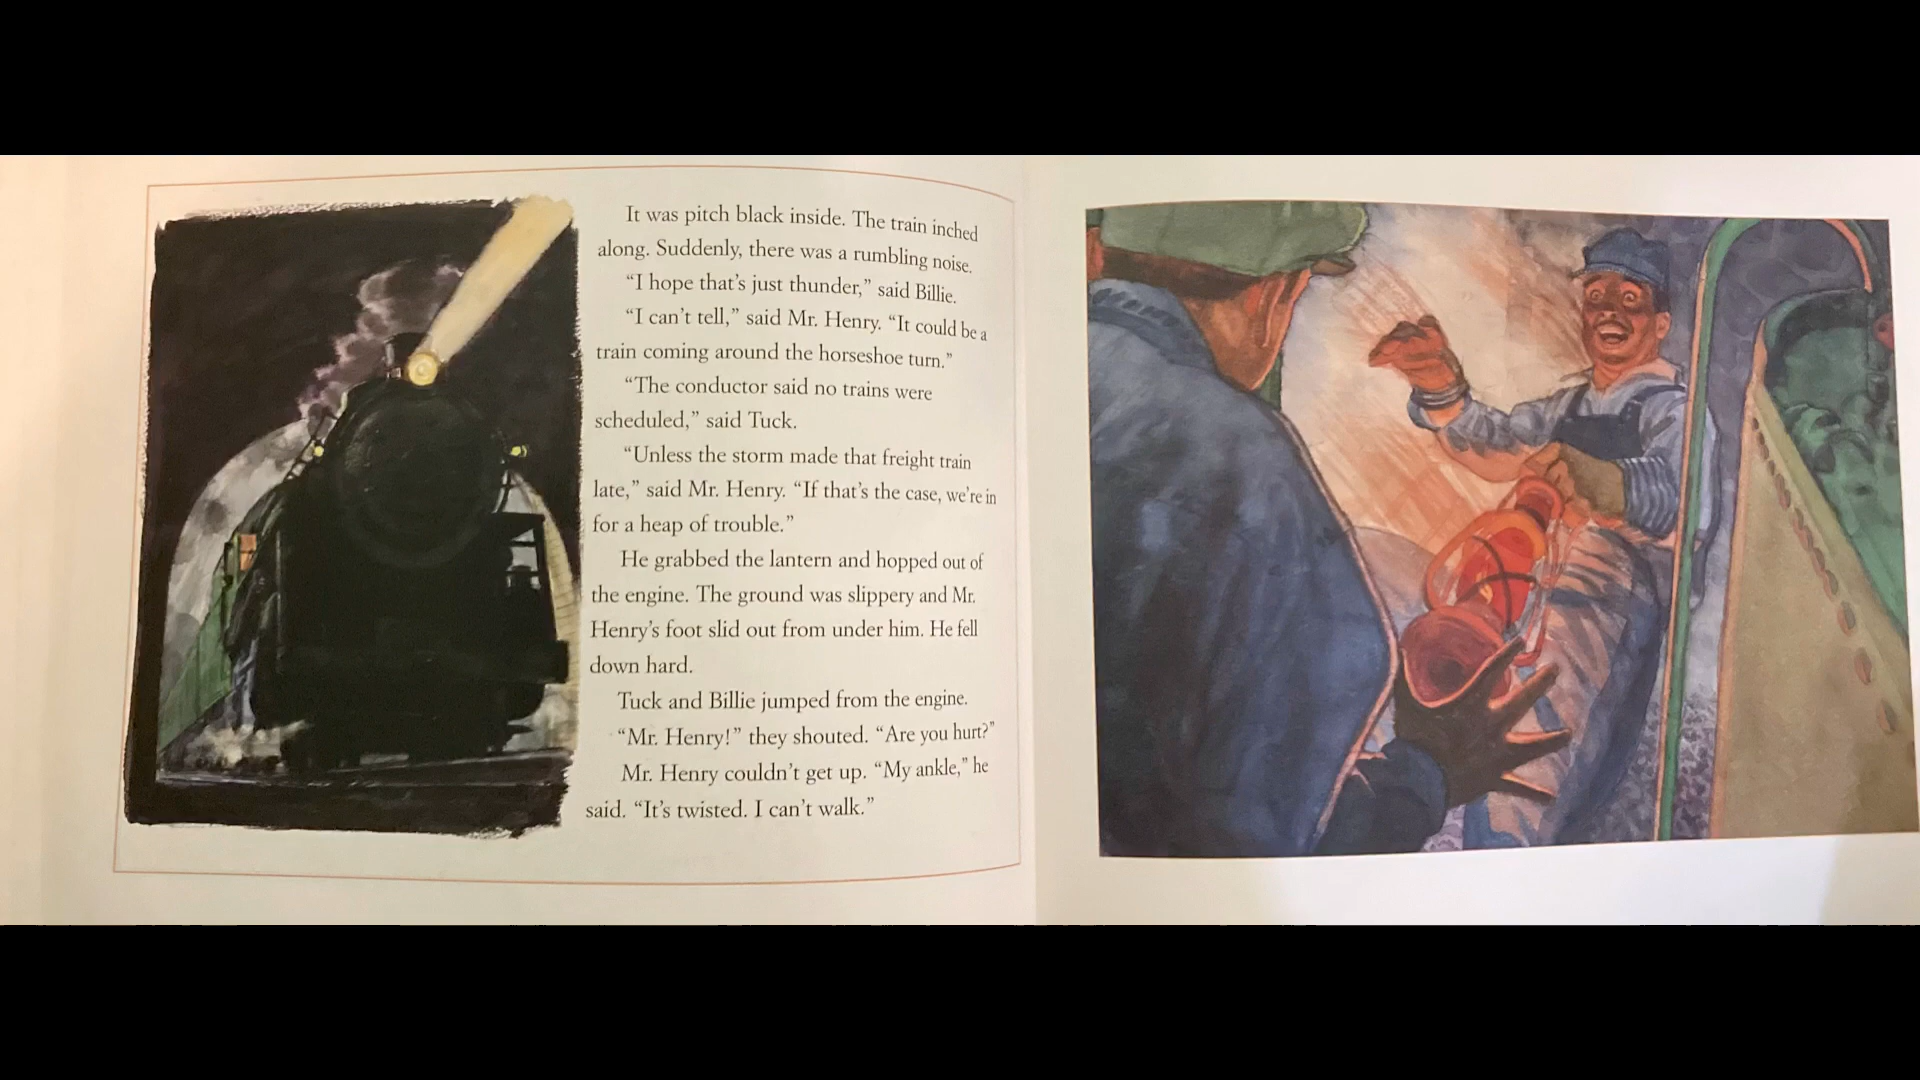 It was pitch black inside. The train inched
along. Suddenly, there was a rumbling noise.
“I hope that’s just thunder,” said Billie.
“I can’t tell,” said Mr. Henry. “It could be a
train coming around the horseshoe turn.”
“The conductor said no trains were
scheduled,” said Tuck.
“Unless the storm made that freight train
late,” said Mr. Henry. “If that’s the case, we’re in
for a heap of trouble.”
He grabbed the lantern and hopped out of
the engine. The ground was slippery and Mr.
Henry’s foot slid out from under him. He fell
down hard.
Tuck and Billie jumped from the engine.
“Mr. Henry!” they shouted. “Are you hurt?”
Mr. Henry couldn’t get up. “My ankle,” he
said. “It’s twisted. I can’t walk.”